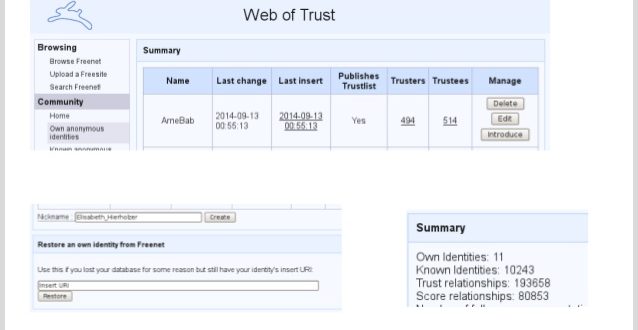 Web of Trust
Browsing
Browse Freenet
Upload a Freesite
Search Freenet!
Community
Home
Own anonymous
identities
Known anonymous
Summary
Name Last change Last insert Publishes Trustlist Trusters Trustees Manage
ArneBab 2014-09-13 00:55:13 2014-09-13 00:55:13 Yes 494 514
Delete
Edit
Introduce
Nickname: Elisabeth_Hierholzer Create
Restore an own identity from Freenet
Use this if you lost your database for some reason but still have your identity's insert URI:
Insert URI
Restore
Summary
Own Identities: 11
Known Identities: 10243
Trust relationships: 193658
Score relationships: 80853